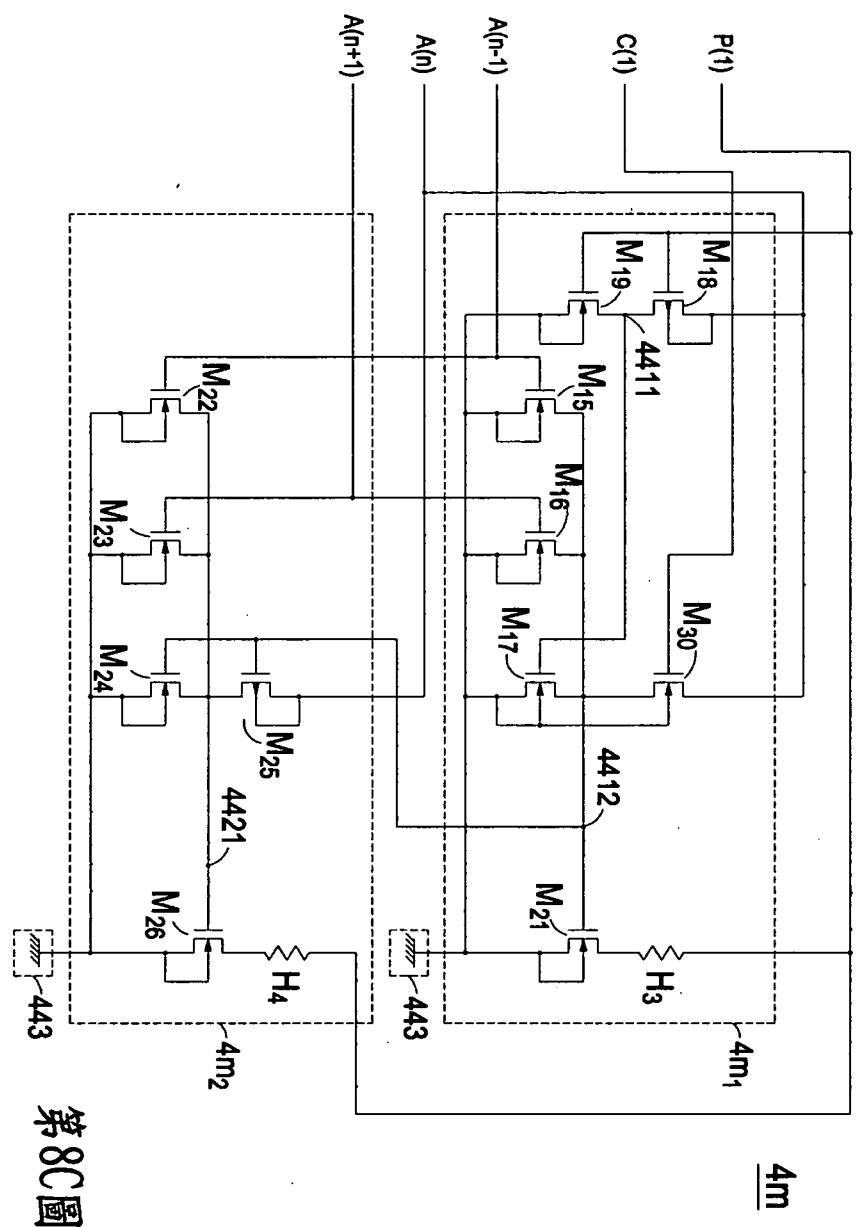 4m
P(1)
C(1)
A(n-1)
A(n)
A(n+1)
M18
M19
4411
M15
M16
M17
M30
4412
M21
H3
443
4m1
M22
M23
M24
M25
4421
M26
H4
443
4m2
第8C圖